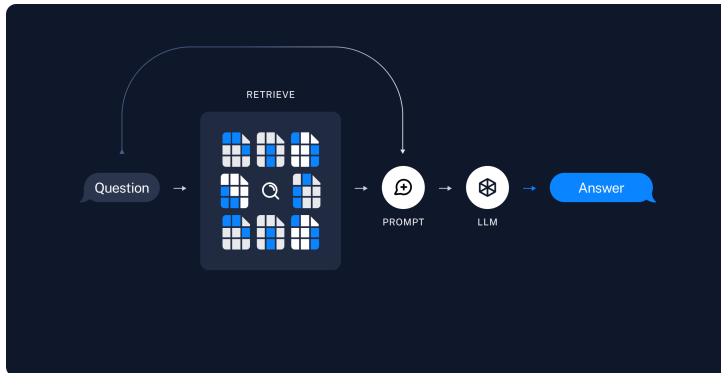 RETRIEVE
Question
PROMPT
LLM
Answer